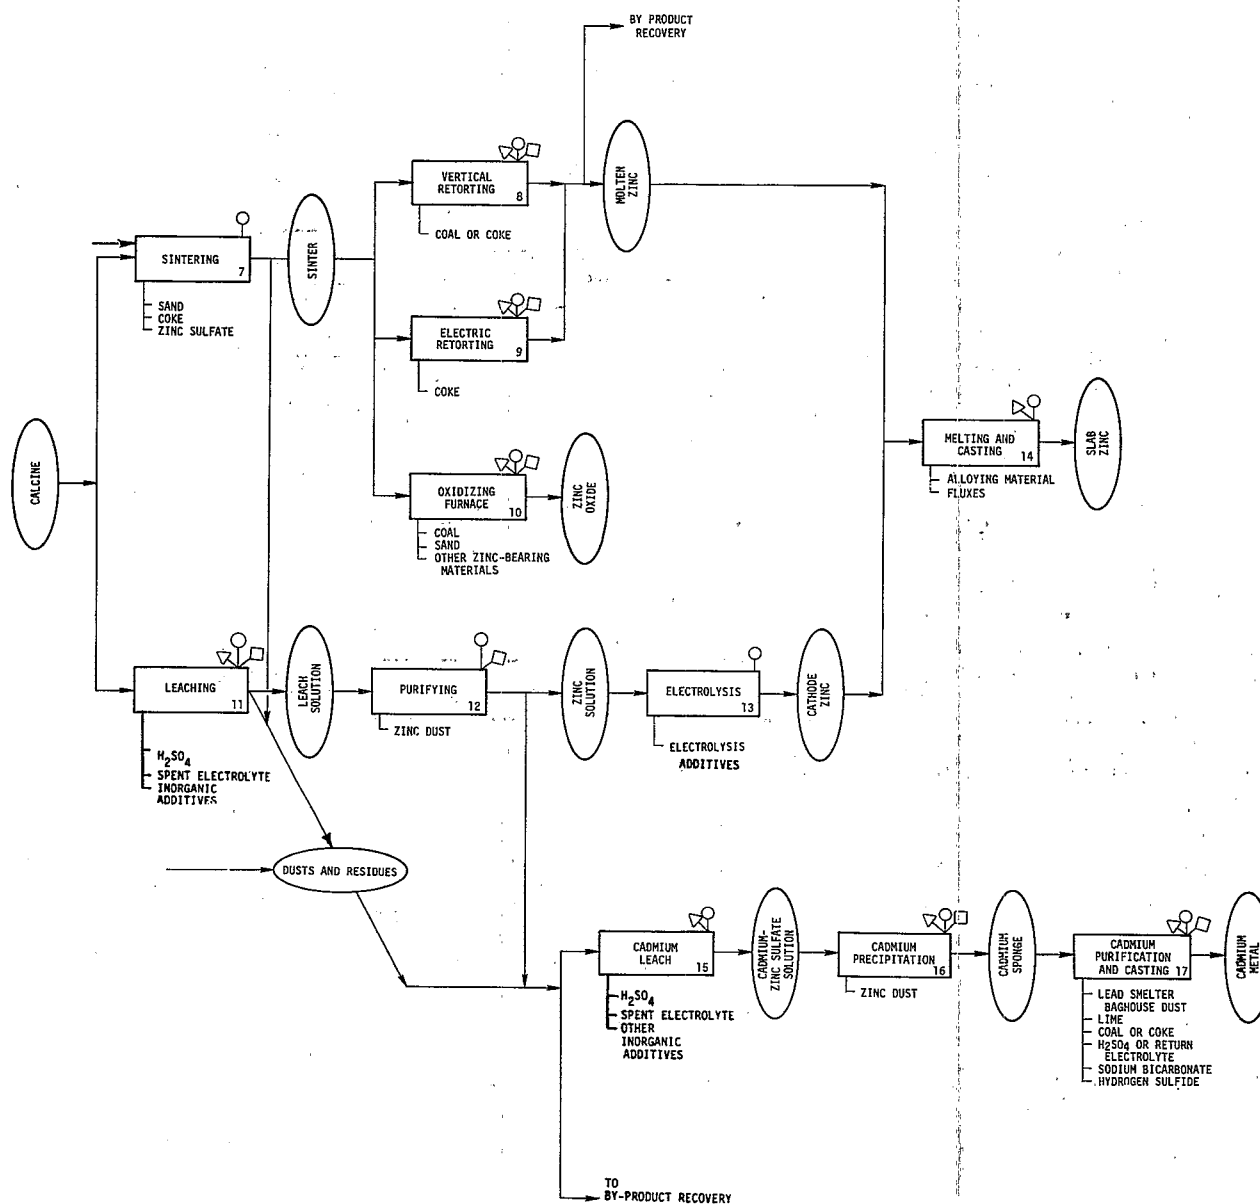 BY PRODUCT
RECOVERY
VERTICAL
RETORTING
8
COAL OR COKE
MOLTEN
ZINC
SINTERING
7
SAND
COKE
ZINC SULFATE
SINTER
ELECTRIC
RETORTING
9
COKE
CALCINE
OXIDIZING
FURNACE
10
COAL
SAND
OTHER ZINC-BEARING
MATERIALS
ZINC
OXIDE
MELTING AND
CASTING
14
ALLOYING MATERIAL
FLUXES
SLAB
ZINC
LEACHING
11
H2SO4
SPENT ELECTROLYTE
INORGANIC
ADDITIVES
LEACH
SOLUTION
PURIFYING
12
ZINC DUST
ZINC
SOLUTION
ELECTROLYSIS
13
ELECTROLYSIS
ADDITIVES
CATHODE
ZINC
DUSTS AND RESIDUES
CADMIUM
LEACH
15
H2SO4
SPENT ELECTROLYTE
OTHER
INORGANIC
ADDITIVES
CADMIUM-
ZINC SULFATE
SOLUTION
CADMIUM
PRECIPITATION
16
ZINC DUST
CADMIUM
SPONGE
CADMIUM
PURIFICATION
AND CASTING
17
LEAD SMELTER
BAGHOUSE DUST
LIME
COAL OR COKE
H2SO4 OR RETURN
ELECTROLYTE
SODIUM BICARBONATE
HYDROGEN SULFIDE
CADMIUM
METAL
TO
BY-PRODUCT RECOVERY